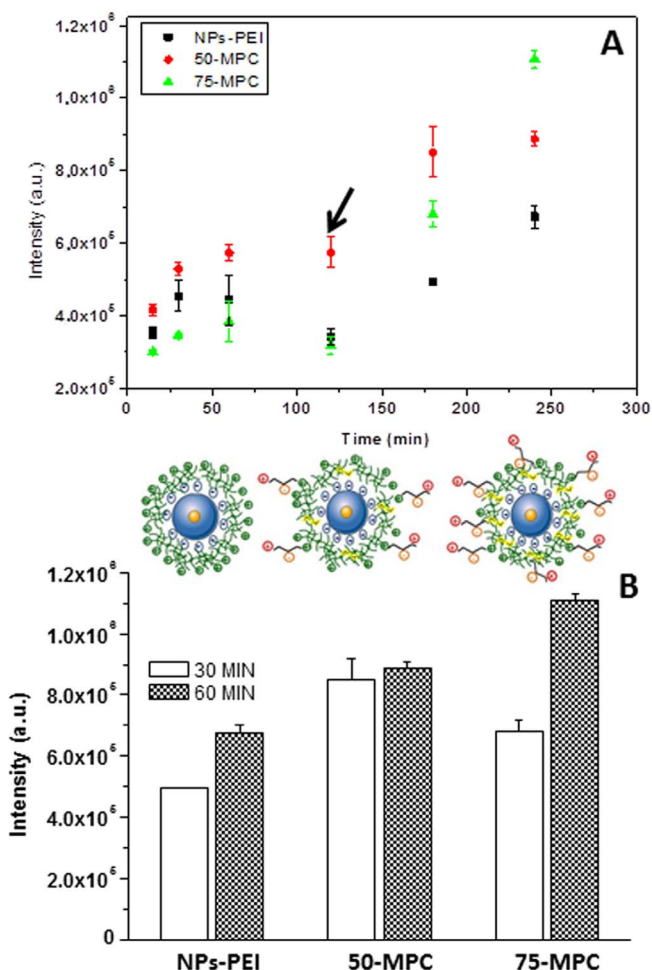 1,2x10⁶
NPs-PEI
A
50-MPC
1,0x10⁶
75-MPC
8,0x10⁵
Intensity (a.u.)
6,0x10⁵
4,0x10⁵
2,0x10⁵
0 50 100 150 200 250 300
Time (min)
1.2x10⁶
B
1.0x10⁶
30 MIN
60 MIN
8.0x10⁵
Intensity (a.u.)
6.0x10⁵
4.0x10⁵
2.0x10⁵
0
NPs-PEI 50-MPC 75-MPC